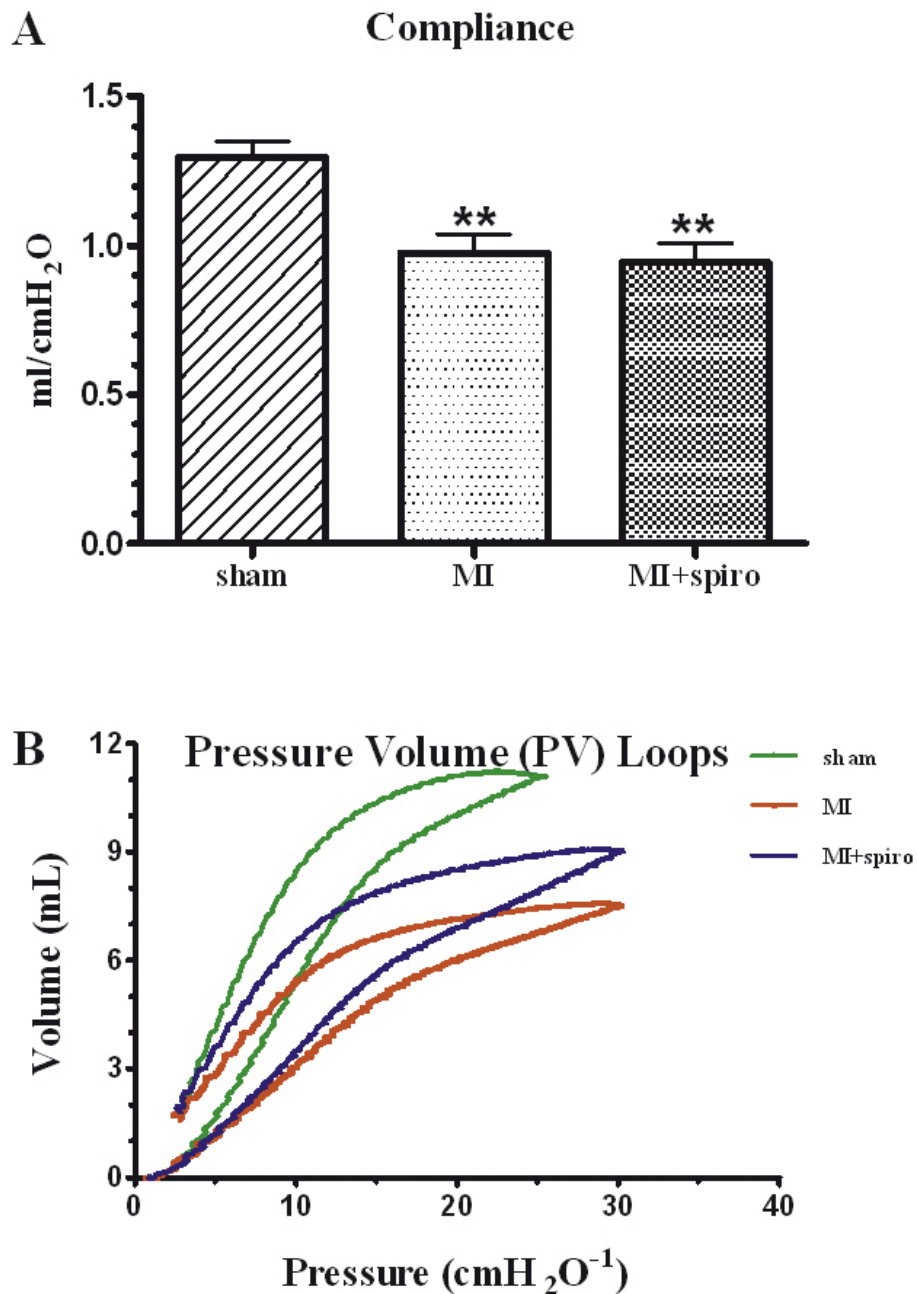 A
Compliance
1.5
1.0
0.5
0.0
ml/cmH₂O
**
**
sham
MI
MI+spiro
B
Pressure Volume (PV) Loops
12
9
6
3
0
Volume (mL)
0
10
20
30
40
Pressure (cmH₂O⁻¹)
sham
MI
MI+spiro